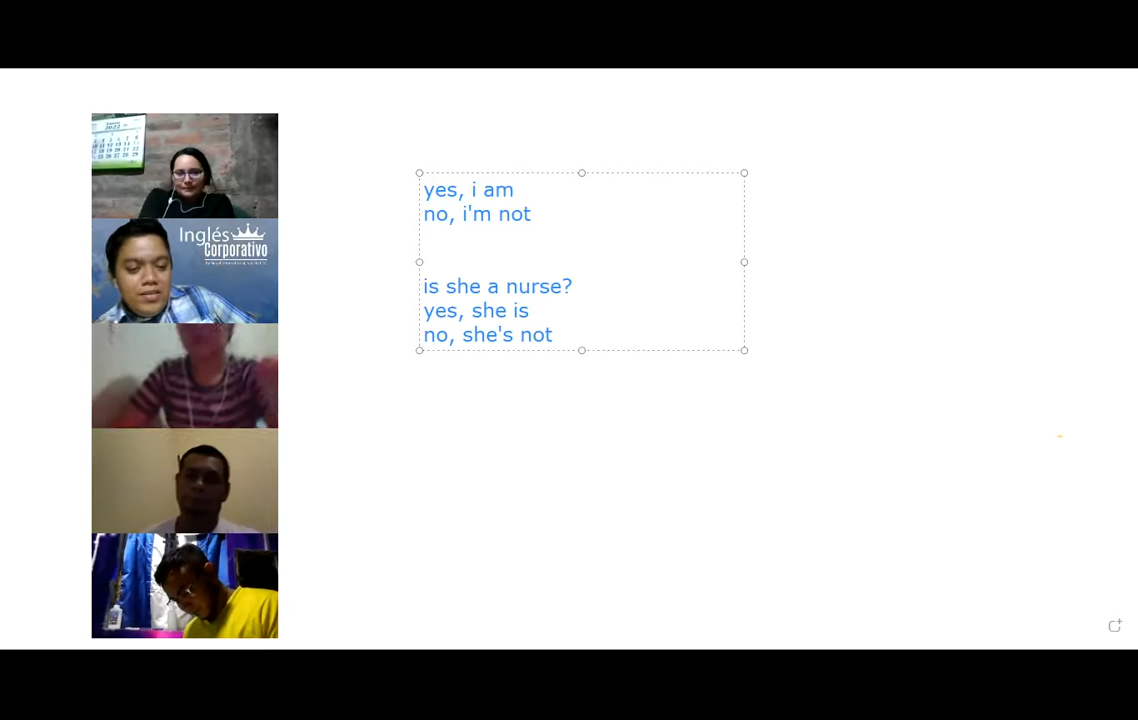 Inglés
Corporativo
yes, i am
no, i'm not
is she a nurse?
yes, she is
no, she's not